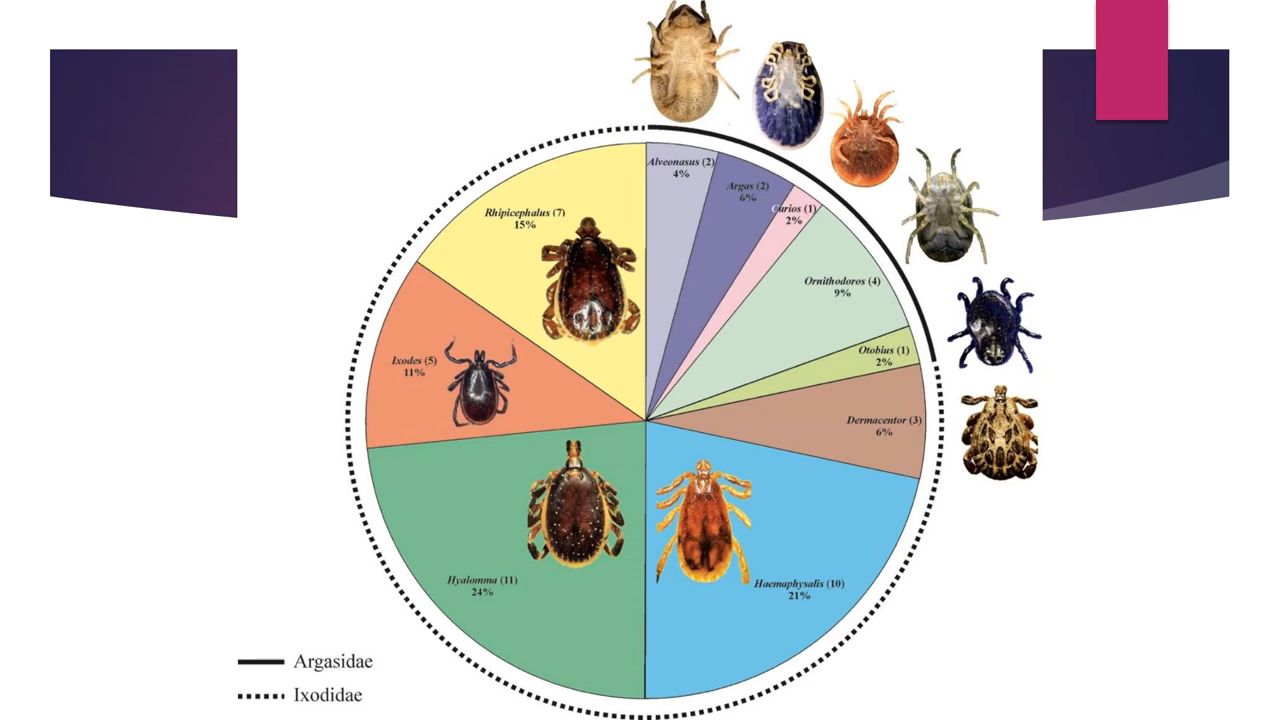 Alveonasus (2)
4%
Argas (2)
6%
Carios (1)
2%
Ornithodoros (4)
9%
Otobius (1)
2%
Dermacentor (3)
6%
Haemaphysalis (10)
21%
Hyalomma (11)
24%
Ixodes (5)
11%
Rhipicephalus (7)
15%
Argasidae
Ixodidae